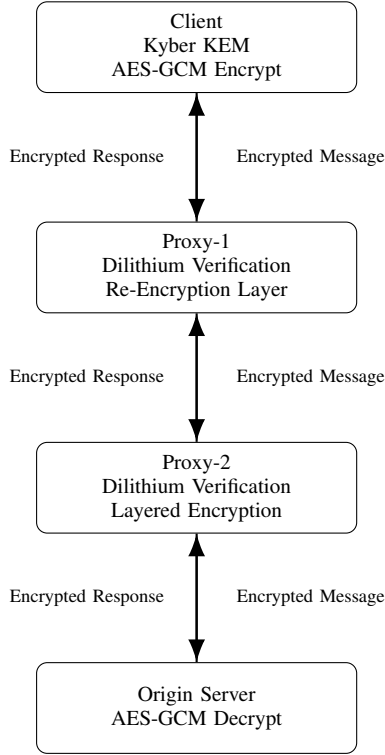 Client
Kyber KEM
AES-GCM Encrypt
Encrypted Response
Encrypted Message
Proxy-1
Dilithium Verification
Re-Encryption Layer
Encrypted Response
Encrypted Message
Proxy-2
Dilithium Verification
Layered Encryption
Encrypted Response
Encrypted Message
Origin Server
AES-GCM Decrypt